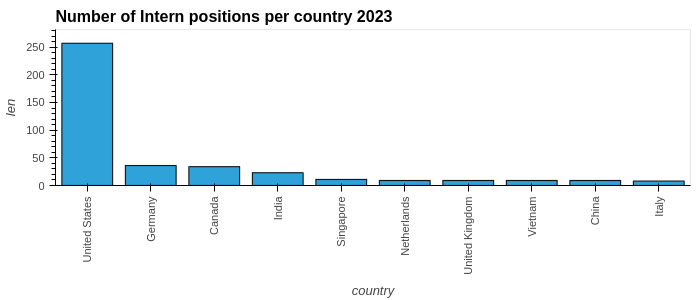 Number of Intern positions per country 2023
len
250
200
150
100
50
0
United States
Germany
Canada
India
Singapore
Netherlands
United Kingdom
Vietnam
China
Italy
country